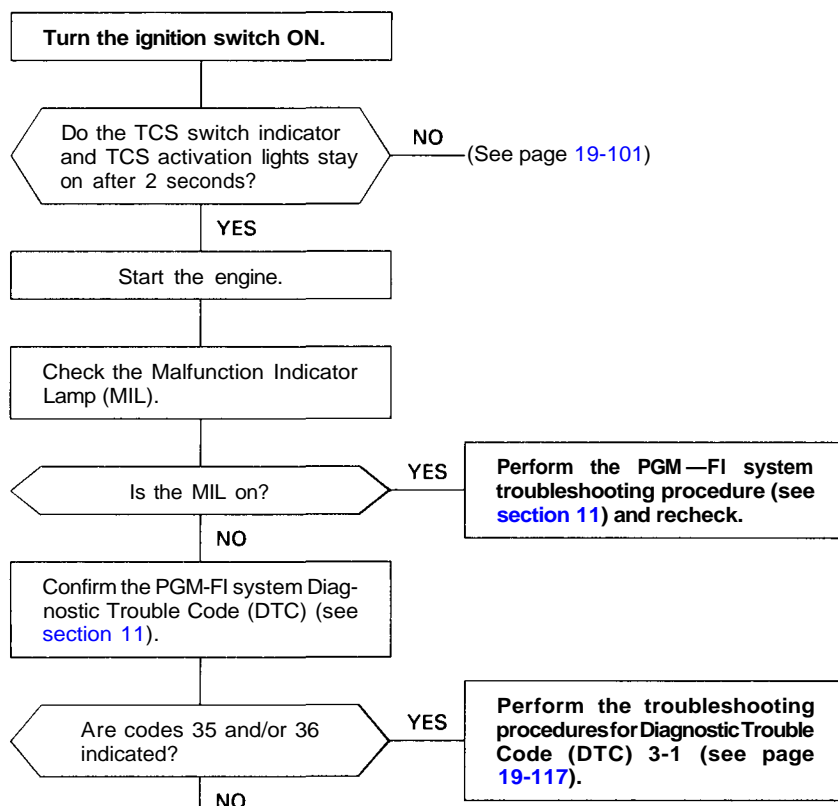 Turn the ignition switch ON.
Do the TCS switch indicator
and TCS activation lights stay
on after 2 seconds?
NO
(See page 19-101)
YES
Start the engine.
Check the Malfunction Indicator
Lamp (MIL).
Is the MIL on?
YES
Perform the PGM—FI system
troubleshooting procedure (see
section 11) and recheck.
NO
Confirm the PGM-FI system Diag-
nostic Trouble Code (DTC) (see
section 11).
Are codes 35 and/or 36
indicated?
YES
Perform the troubleshooting
procedures for Diagnostic Trouble
Code (DTC) 3-1 (see page
19-117).
NO